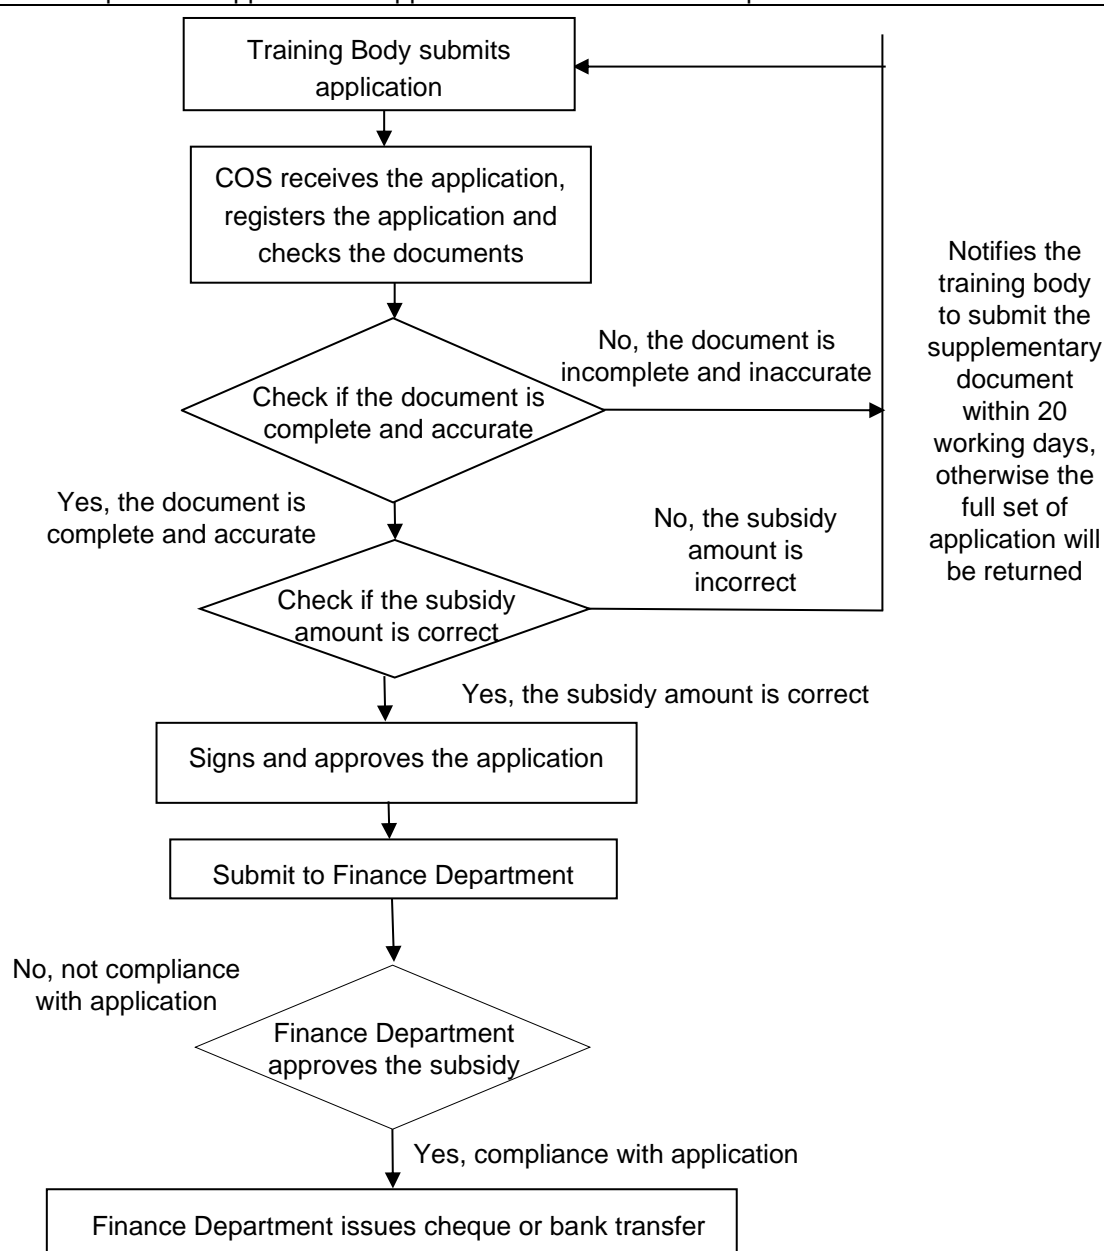 Training Body submits
application
COS receives the application,
registers the application and
checks the documents
No, the document is
incomplete and inaccurate
Check if the document is
complete and accurate
Notifies the
training body
to submit the
supplementary
document
within 20
working days,
otherwise the
full set of
application will
be returned
Yes, the document is
complete and accurate
No, the subsidy
amount is
incorrect
Check if the subsidy
amount is correct
Yes, the subsidy amount is correct
Signs and approves the application
Submit to Finance Department
No, not compliance
with application
Finance Department
approves the subsidy
Yes, compliance with application
Finance Department issues cheque or bank transfer